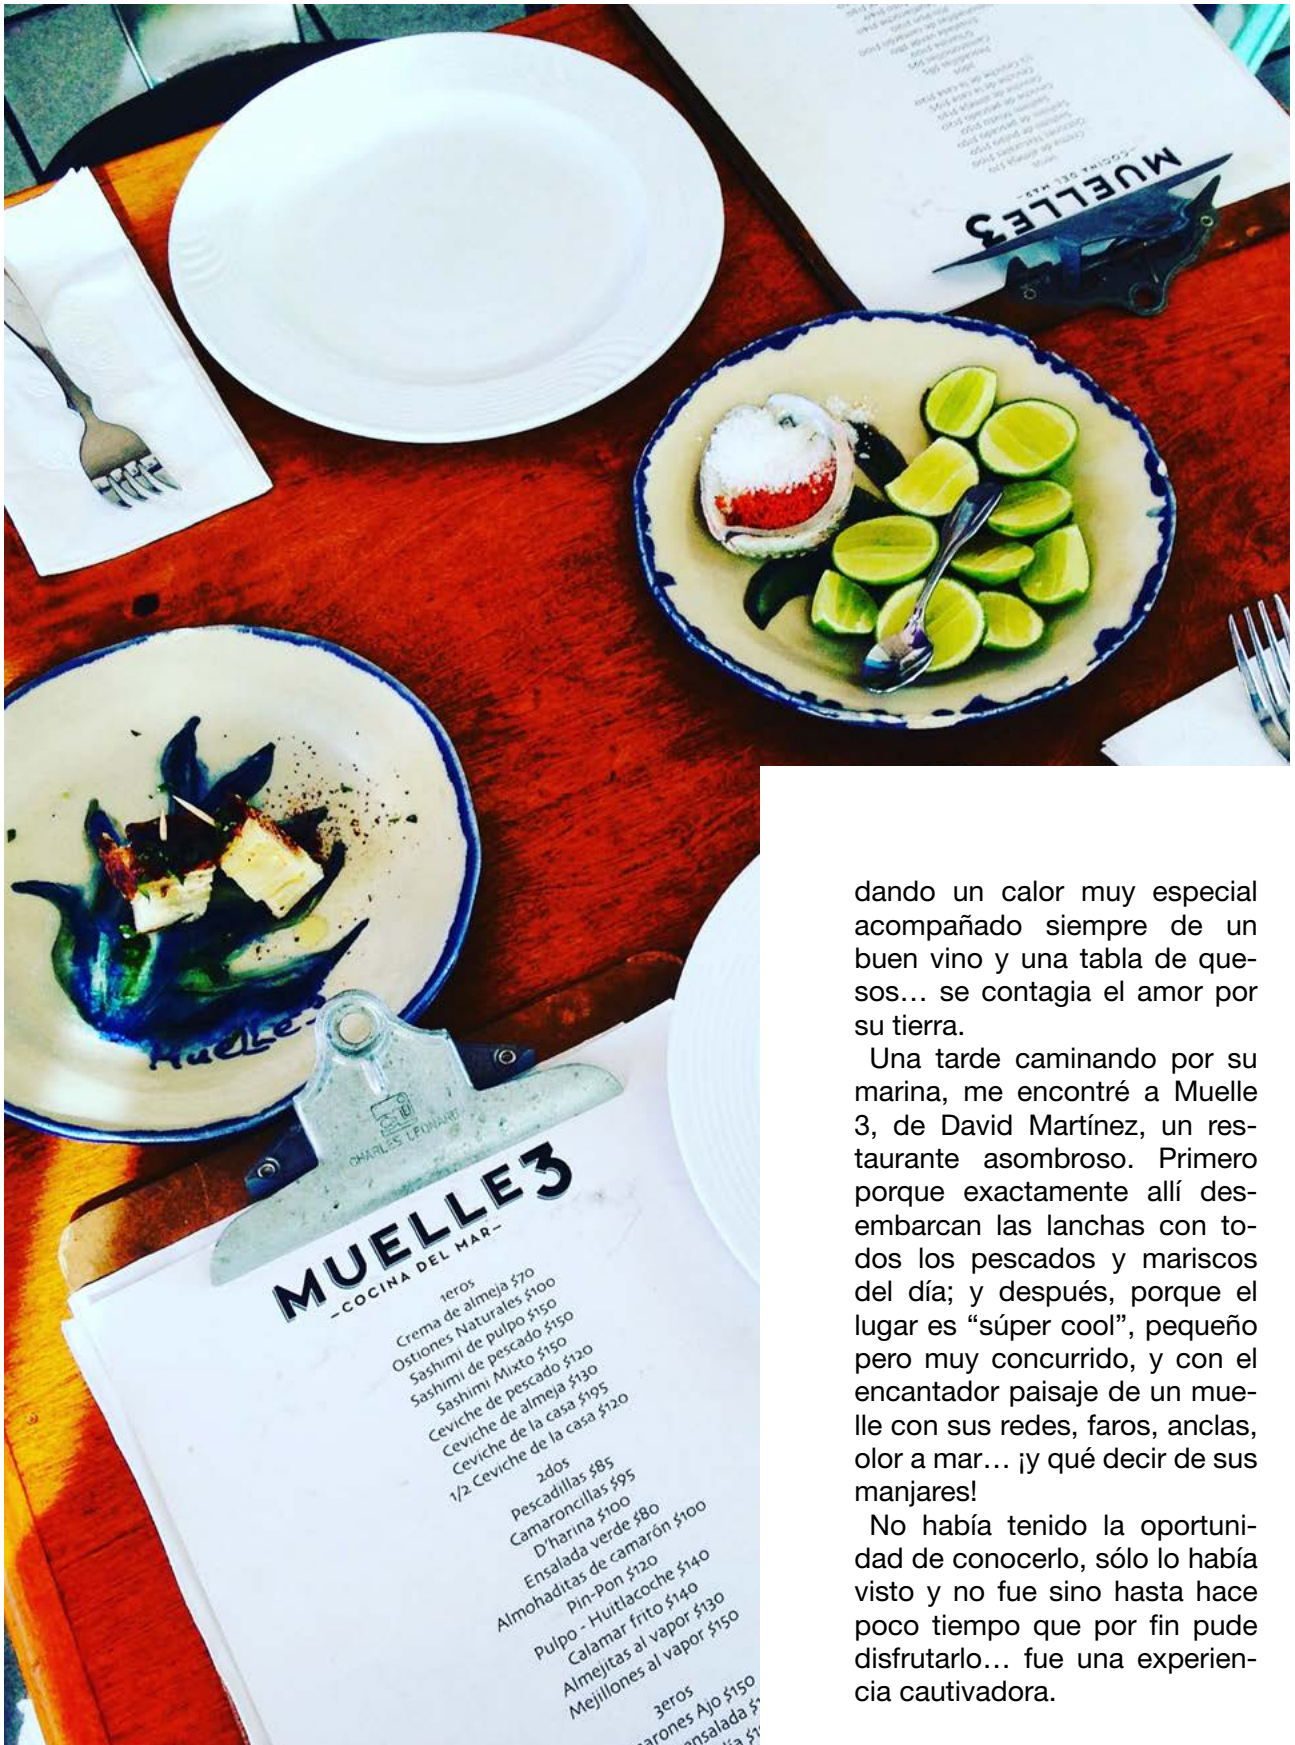 MUELLE3
-COCINA DEL MAR-
MUELLE3
CHARLES LEONARD
MUELLE3
-COCINA DEL MAR-
1eros
Crema de almeja $70
Ostiones Naturales $100
Sashimi de pulpo $150
Sashimi de pescado $150
Sashimi Mixto $150
Ceviche de pescado $120
Ceviche de almeja $130
Ceviche de la casa $195
1/2 Ceviche de la casa $120
2dos
Pescadillas $85
Camaroncillas $95
D'harina $100
Ensalada verde $80
Almohaditas de camarón $100
Pin-Pon $120
Pulpo - Huitlacoche $140
Calamar frito $140
Almejitas al vapor $130
Mejillones al vapor $150
3eros
arones Ajo $150
ensalada $
día $1
dando un calor muy especial
acompañado siempre de un
buen vino y una tabla de que-
sos… se contagia el amor por
su tierra.
Una tarde caminando por su
marina, me encontré a Muelle
3, de David Martínez, un res-
taurante asombroso. Primero
porque exactamente allí des-
embarcan las lanchas con to-
dos los pescados y mariscos
del día; y después, porque el
lugar es “súper cool”, pequeño
pero muy concurrido, y con el
encantador paisaje de un mue-
lle con sus redes, faros, anclas,
olor a mar… ¡y qué decir de sus
manjares!
No había tenido la oportuni-
dad de conocerlo, sólo lo había
visto y no fue sino hasta hace
poco tiempo que por fin pude
disfrutarlo… fue una experien-
cia cautivadora.